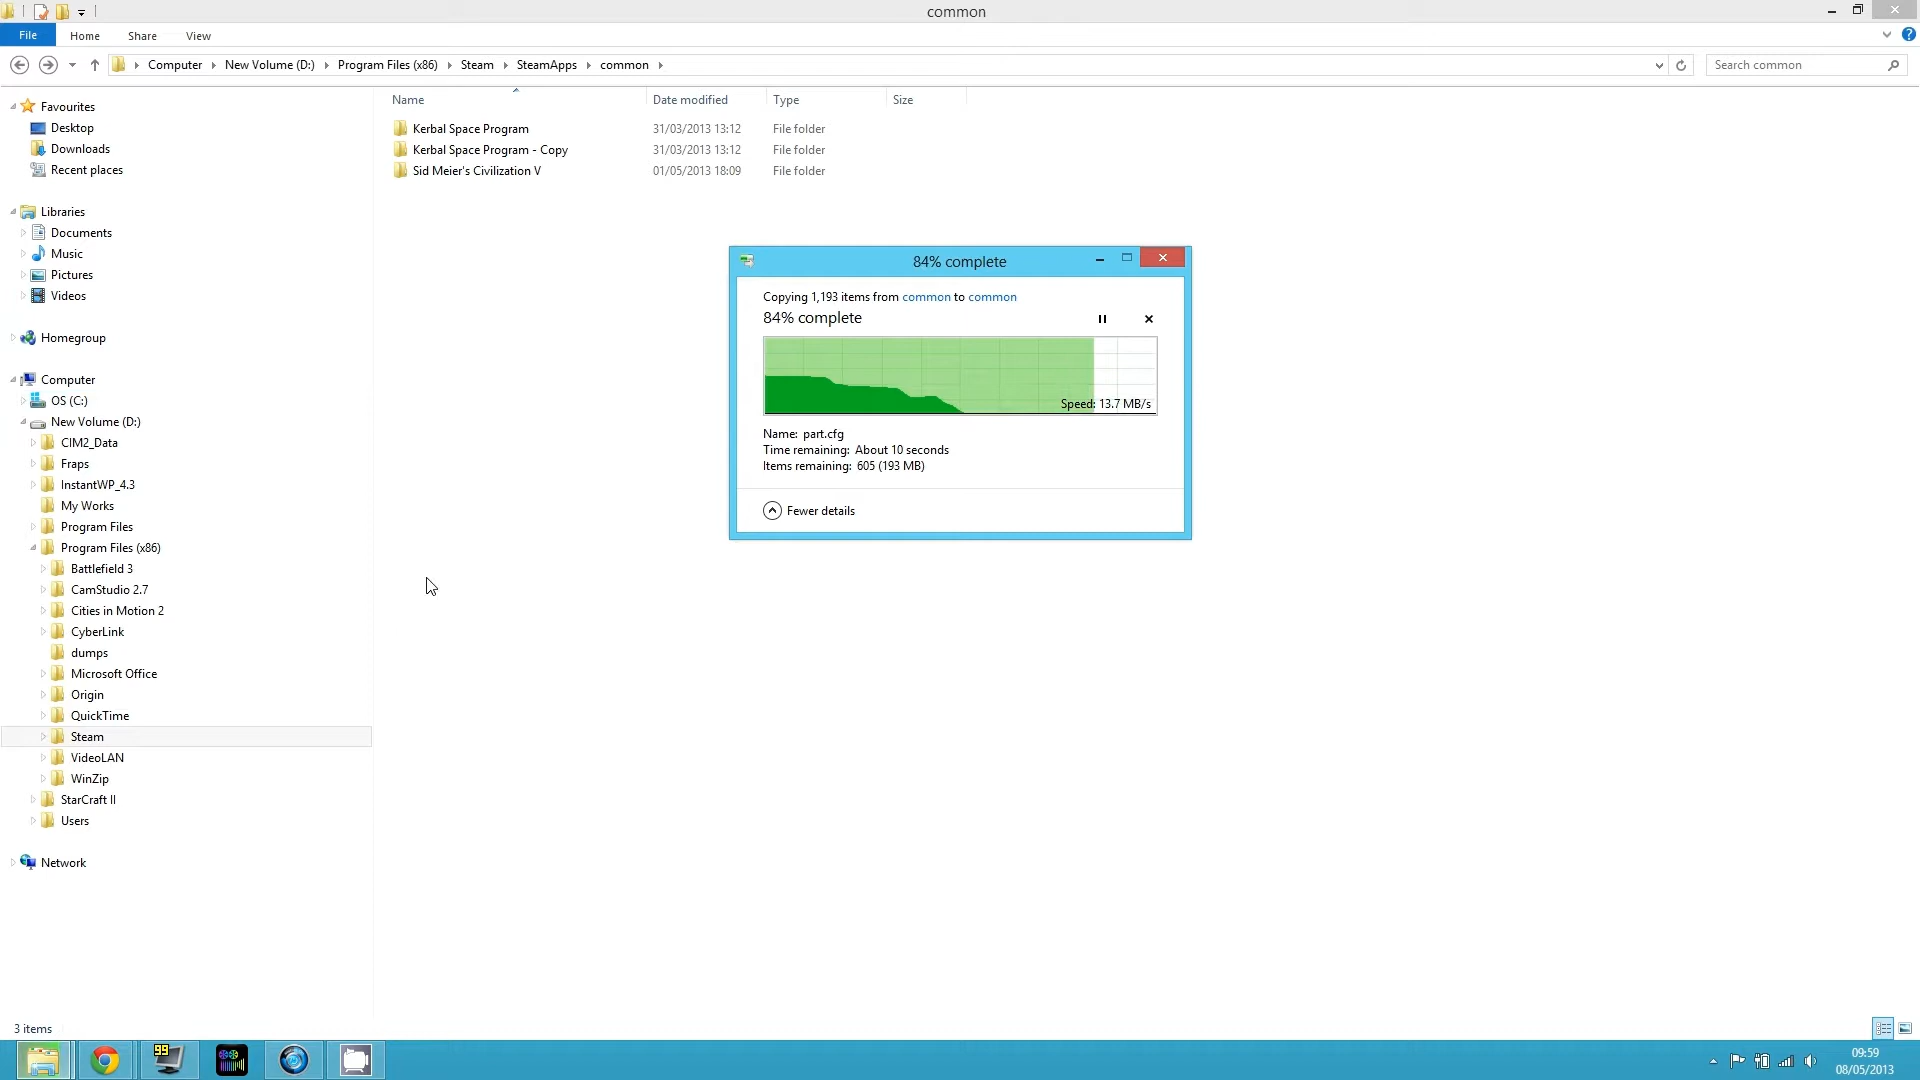 common
File Home Share View
Computer New Volume (D:) Program Files (x86) Steam SteamApps common Search common
Name Date modified Type Size
Kerbal Space Program 31/03/2013 13:12 File folder
Kerbal Space Program - Copy 31/03/2013 13:12 File folder
Sid Meier's Civilization V 01/05/2013 18:09 File folder
Favourites
Desktop
Downloads
Recent places
Libraries
Documents
Music
Pictures
Videos
Homegroup
Computer
OS (C:)
New Volume (D:)
CIM2_Data
Fraps
InstantWP_4.3
My Works
Program Files
Program Files (x86)
Battlefield 3
CamStudio 2.7
Cities in Motion 2
CyberLink
dumps
Microsoft Office
Origin
QuickTime
Steam
VideoLAN
WinZip
StarCraft II
Users
Network
84% complete
Copying 1,193 items from common to common
84% complete
Speed: 13.7 MB/s
Name: part.cfg
Time remaining: About 10 seconds
Items remaining: 605 (193 MB)
Fewer details
3 items
99
09:59
08/05/2013